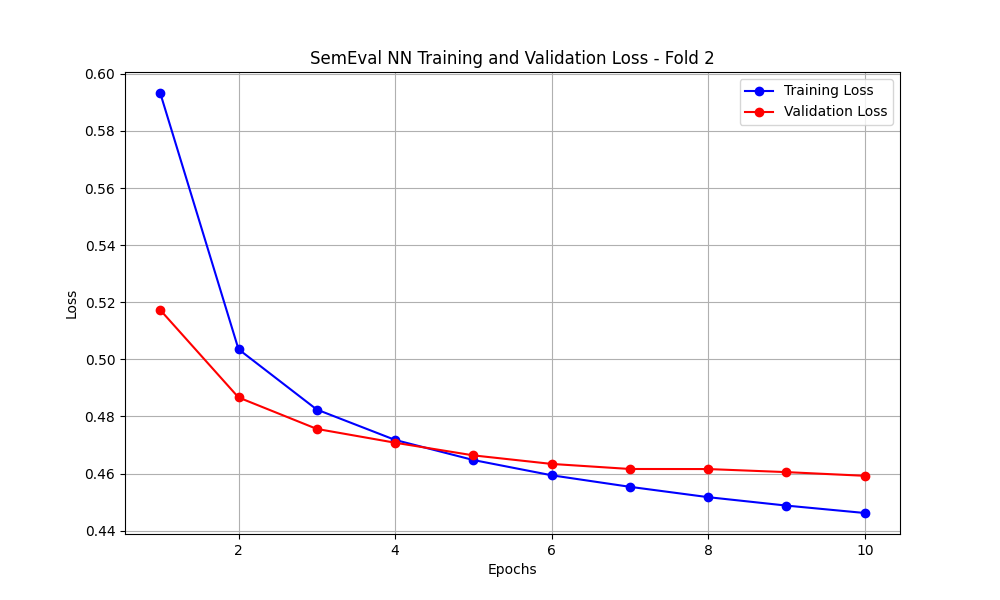 SemEval NN Training and Validation Loss - Fold 2
Training Loss
Validation Loss
0.60
0.58
0.56
0.54
0.52
0.50
0.48
0.46
0.44
Loss
2
4
6
8
10
Epochs